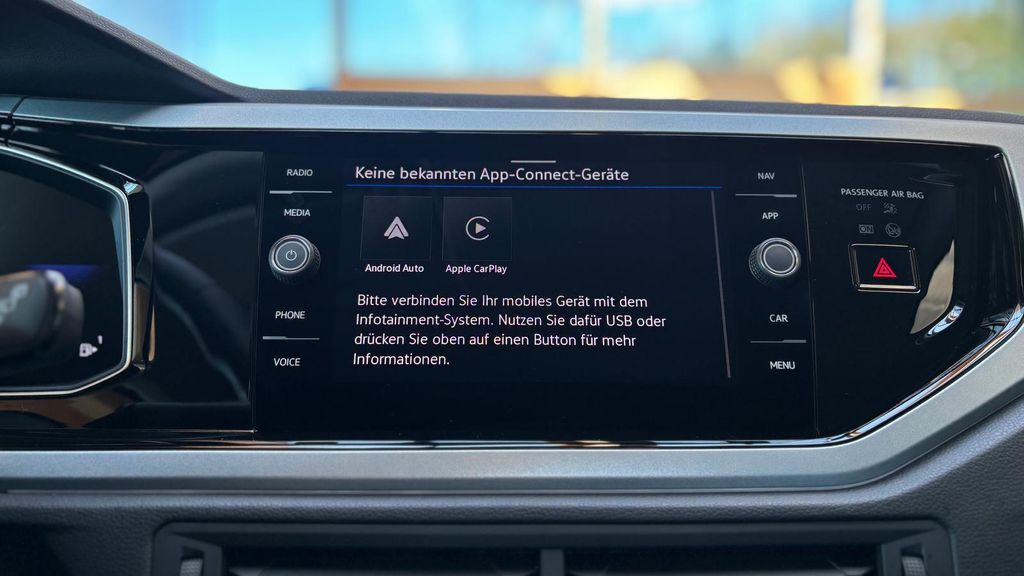 RADIO
MEDIA
PHONE
VOICE
Keine bekannten App-Connect-Geräte
Android Auto
Apple CarPlay
Bitte verbinden Sie Ihr mobiles Gerät mit dem
Infotainment-System. Nutzen Sie dafür USB oder
drücken Sie oben auf einen Button für mehr
Informationen.
NAV
APP
CAR
MENU
PASSENGER AIR BAG
OFF